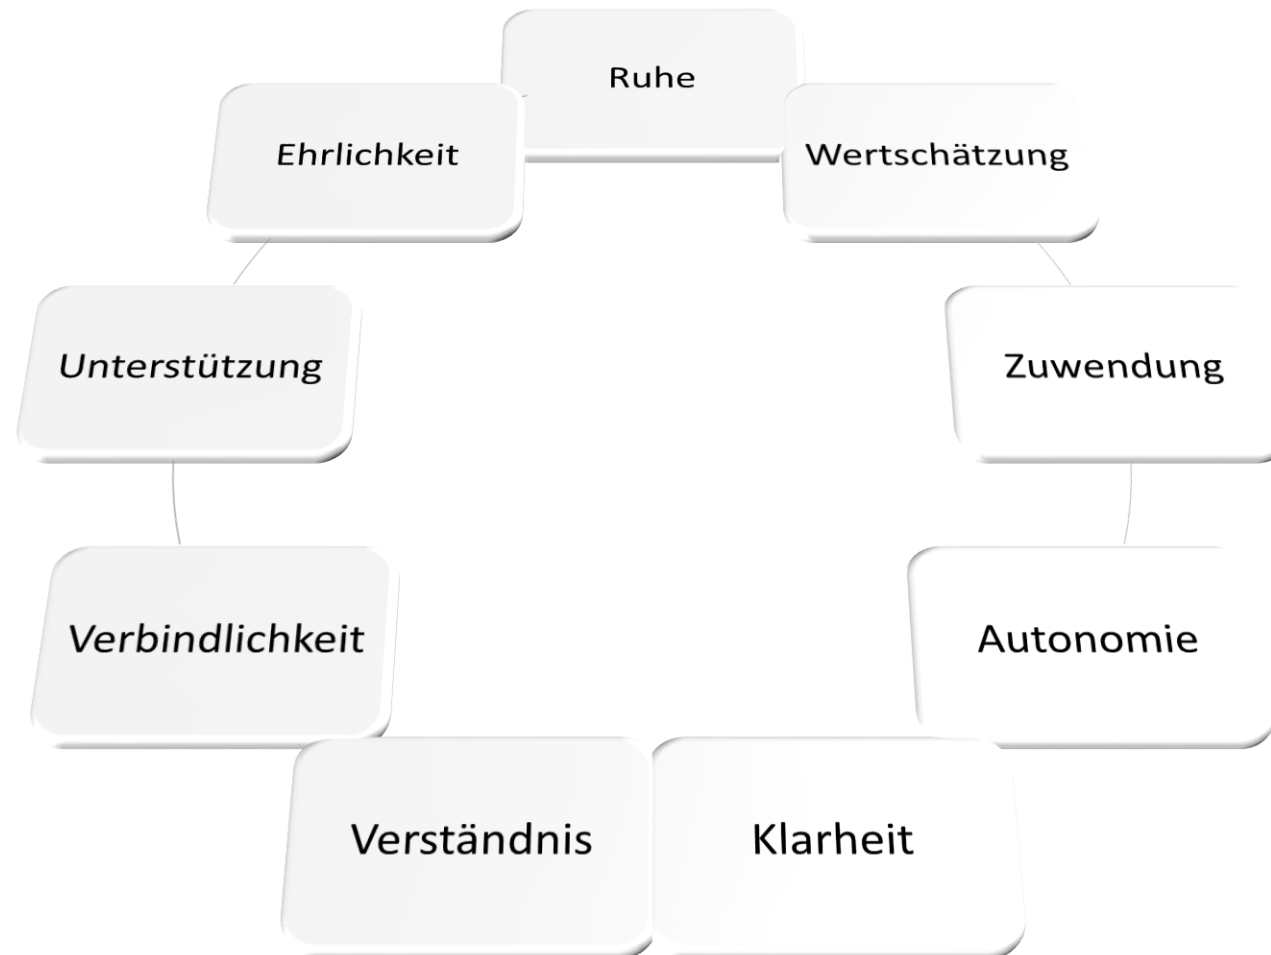 Ruhe
Ehrlichkeit
Wertschätzung
Unterstützung
Zuwendung
Verbindlichkeit
Autonomie
Verständnis
Klarheit